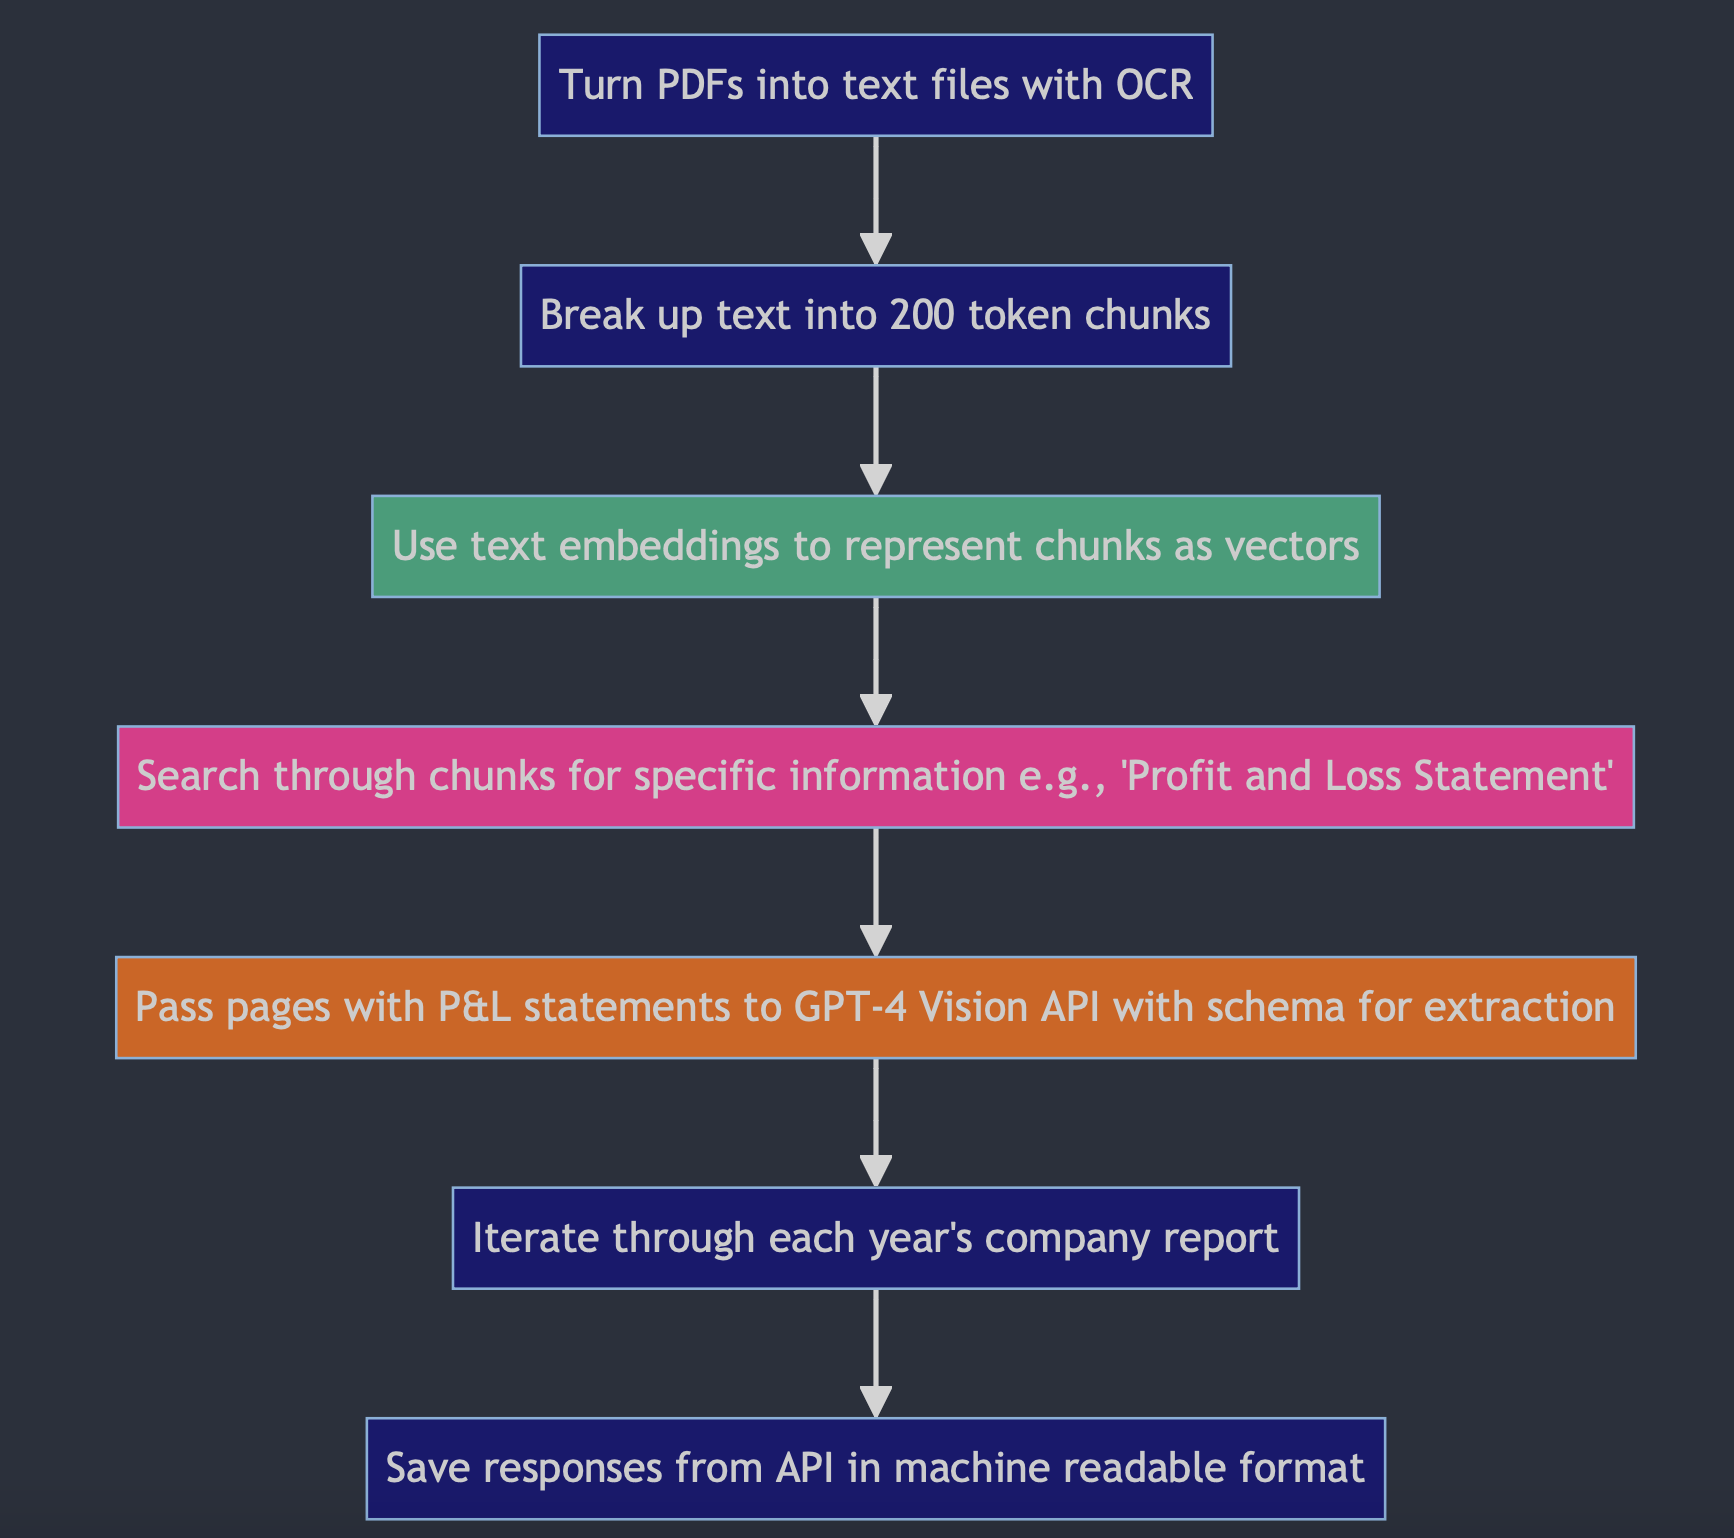 Turn PDFs into text files with OCR
Break up text into 200 token chunks
Use text embeddings to represent chunks as vectors
Search through chunks for specific information e.g., 'Profit and Loss Statement'
Pass pages with P&L statements to GPT-4 Vision API with schema for extraction
Iterate through each year's company report
Save responses from API in machine readable format